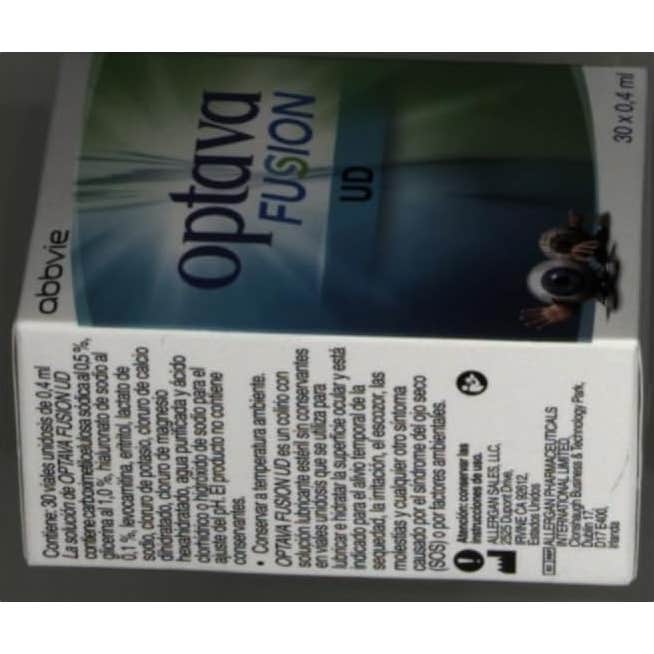 abbvie
optava
FUSION
UD
30 x 0,4 ml
Contiene: 30 viales unidosis de 0,4 ml
La solución de OPTAVA FUSION UD
contiene carboximetilcelulosa sódica al 0,5 %,
glicerina al 1,0 %, hialuronato de sodio al
0,1 %, levocarnitina, eritritol, lactato de
sodio, cloruro de potasio, cloruro de calcio
dihidratado, cloruro de magnesio
hexahidratado, agua purificada y ácido
clorhídrico o hidróxido de sodio para el
ajuste del pH. El producto no contiene
conservantes.
• Conservar a temperatura ambiente.
OPTAVA FUSION UD es un colirio con
solución lubricante estéril sin conservantes
en viales unidosis que se utiliza para
lubricar e hidratar la superficie ocular y está
indicado para el alivio temporal de la
sequedad, la irritación, el escozor, las
molestias y cualquier otro síntoma
causado por el síndrome del ojo seco
(SOS) o por factores ambientales.
Atención: conservar las
instrucciones de uso.
ALLERGAN SALES, LLC,
2525 Dupont Drive,
IRVINE CA 92612,
Estados Unidos
EC REP
ALLERGAN PHARMACEUTICALS
INTERNATIONAL LIMITED,
Clonshaugh Business & Technology Park,
Dublin 17,
D17 E400,
Irlanda